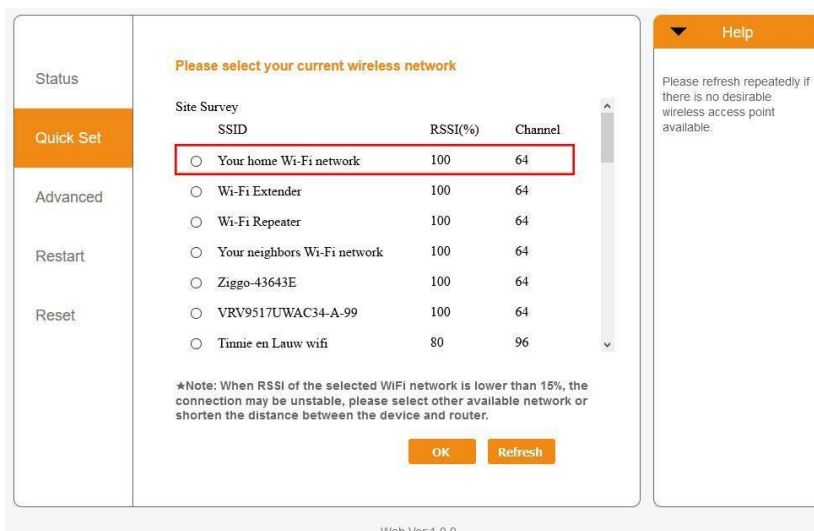 Status
Quick Set
Advanced
Restart
Reset
Please select your current wireless network
Site Survey
SSID RSSI(%) Channel
Your home Wi-Fi network 100 64
Wi-Fi Extender 100 64
Wi-Fi Repeater 100 64
Your neighbors Wi-Fi network 100 64
Ziggo-43643E 100 64
VRV9517UWAC34-A-99 100 64
Tinnie en Lauw wifi 80 96
★Note: When RSSI of the selected WiFi network is lower than 15%, the
connection may be unstable, please select other available network or
shorten the distance between the device and router.
OK Refresh
Help
Please refresh repeatedly if
there is no desirable
wireless access point
available.
Web Ver:1.0.0